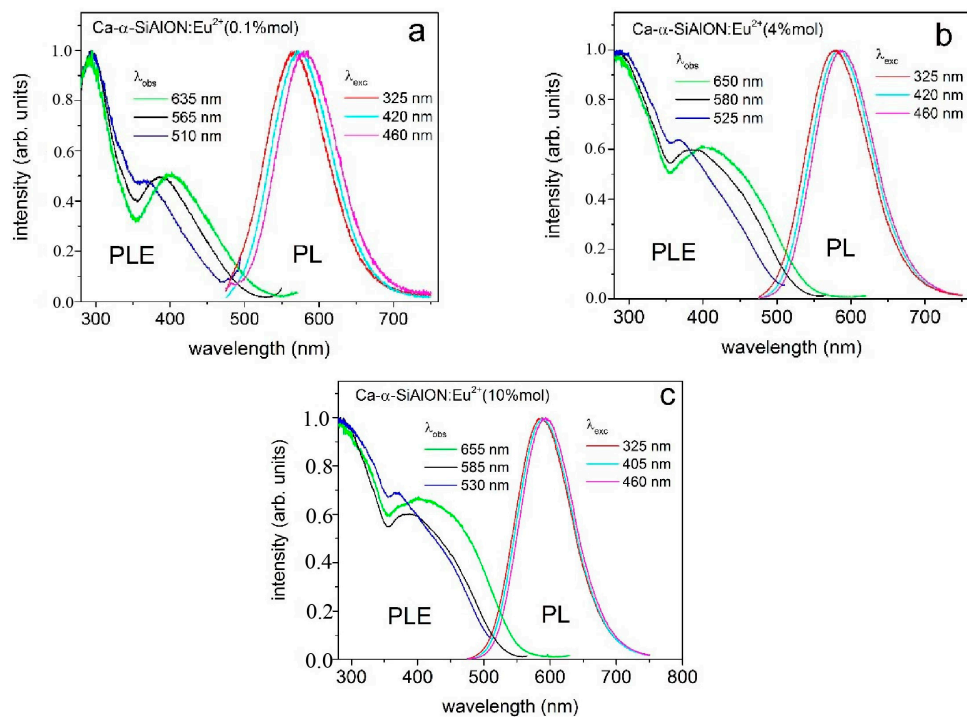 Ca-α-SiAlON:Eu²⁺(0.1%mol)
a
λobs
635 nm
565 nm
510 nm
λexc
325 nm
420 nm
460 nm
PLE
PL
intensity (arb. units)
1.0
0.8
0.6
0.4
0.2
0.0
300 400 500 600 700
wavelength (nm)
Ca-α-SiAlON:Eu²⁺(4%mol)
b
λobs
650 nm
580 nm
525 nm
λexc
325 nm
420 nm
460 nm
PLE
PL
intensity (arb. units)
1.0
0.8
0.6
0.4
0.2
0.0
300 400 500 600 700
wavelength (nm)
Ca-α-SiAlON:Eu²⁺(10%mol)
c
λobs
655 nm
585 nm
530 nm
λexc
325 nm
405 nm
460 nm
PLE
PL
intensity (arb. units)
1.0
0.8
0.6
0.4
0.2
0.0
300 400 500 600 700 800
wavelength (nm)